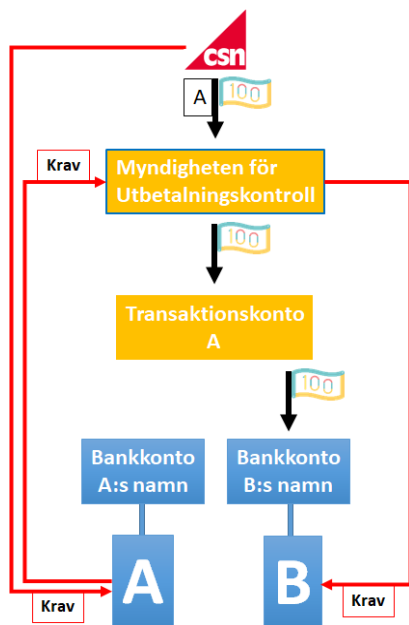 csn
A
100
Krav
Myndigheten för
Utbetalningskontroll
100
Transaktionskonto
A
100
Bankkonto
A:s namn
Bankkonto
B:s namn
A
B
Krav
Krav